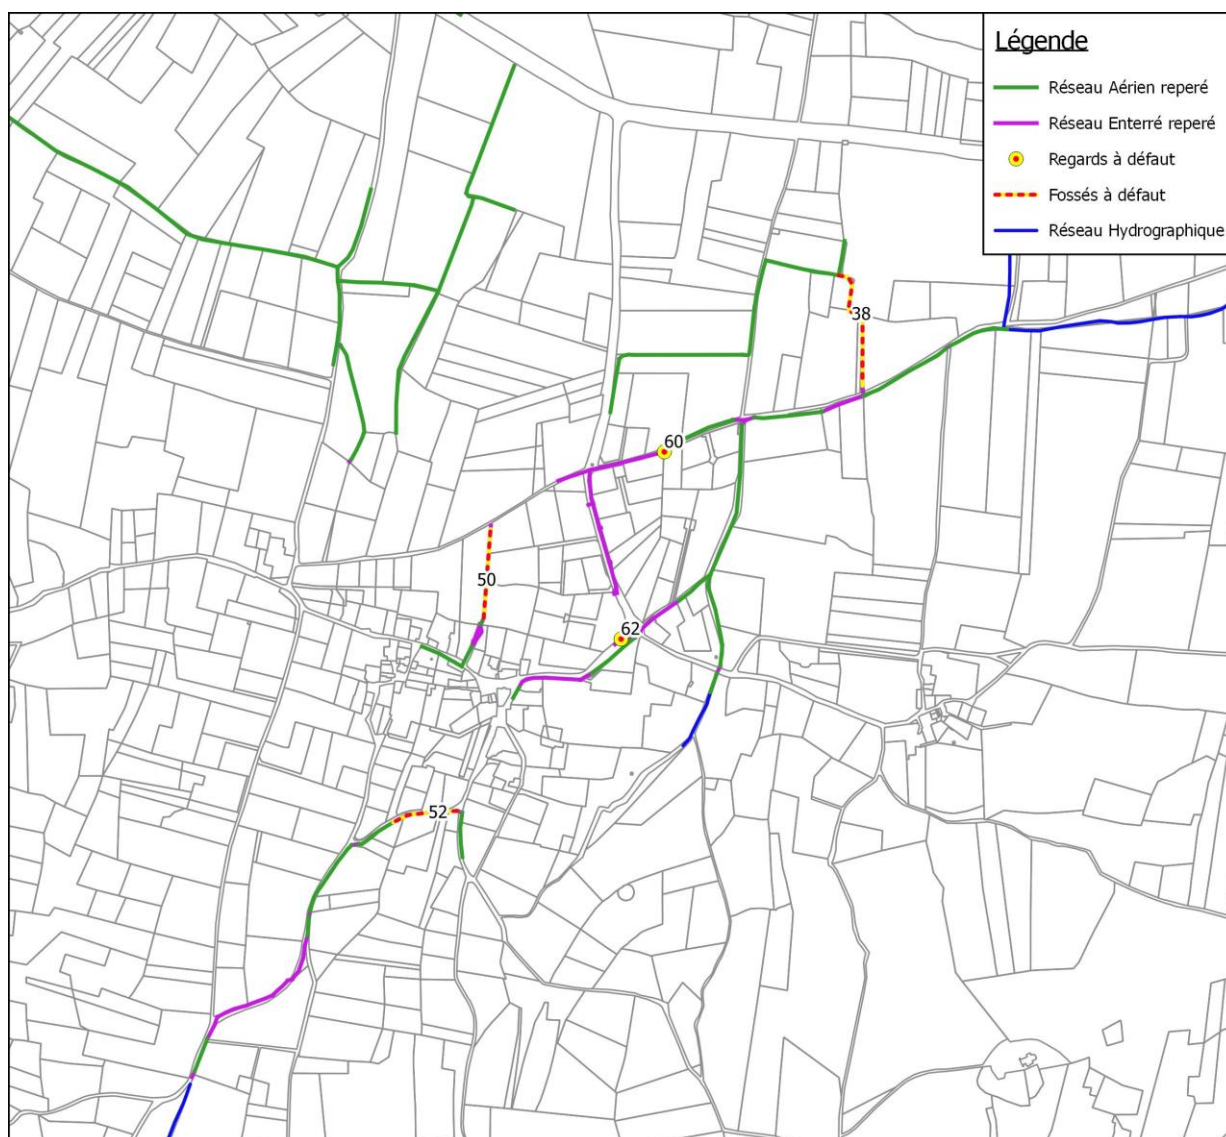 Légende
Réseau Aérien reperé
Réseau Enterré reperé
Regards à défaut
Fossés à défaut
Réseau Hydrographique
38
60
50
62
52